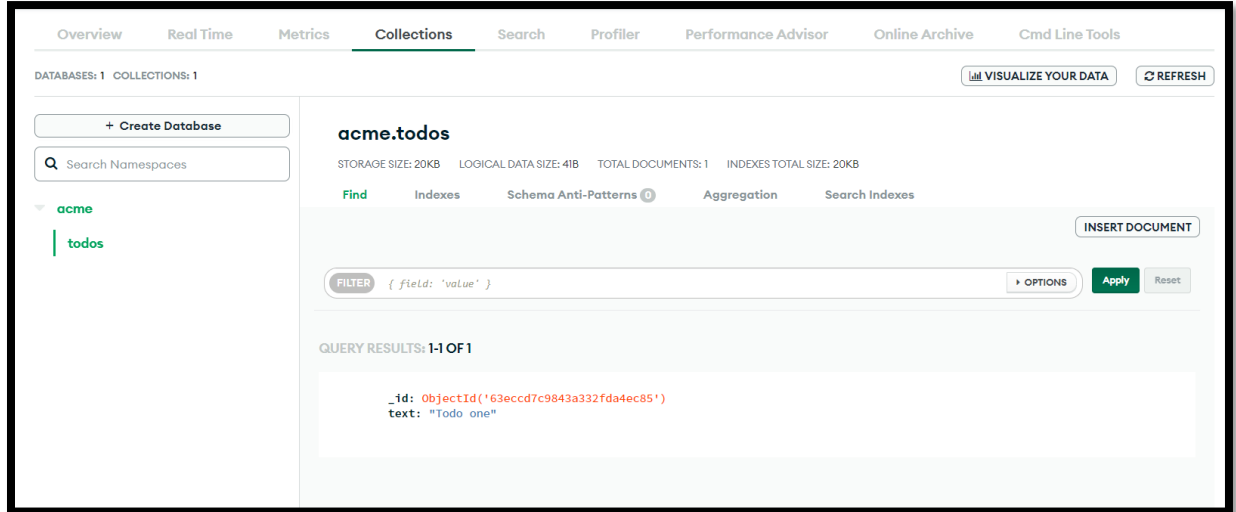 Overview Real Time Metrics Collections Search Profiler Performance Advisor Online Archive Cmd Line Tools
DATABASES: 1 COLLECTIONS: 1
VISUALIZE YOUR DATA
REFRESH
+ Create Database
Search Namespaces
acme
todos
acme.todos
STORAGE SIZE: 20KB LOGICAL DATA SIZE: 41B TOTAL DOCUMENTS: 1 INDEXES TOTAL SIZE: 20KB
Find Indexes Schema Anti-Patterns 0 Aggregation Search Indexes
INSERT DOCUMENT
FILTER { field: 'value' } OPTIONS Apply Reset
QUERY RESULTS: 1-1 OF 1
_id: ObjectId('63eccd7c9843a332fda4ec85')
text: "Todo one"